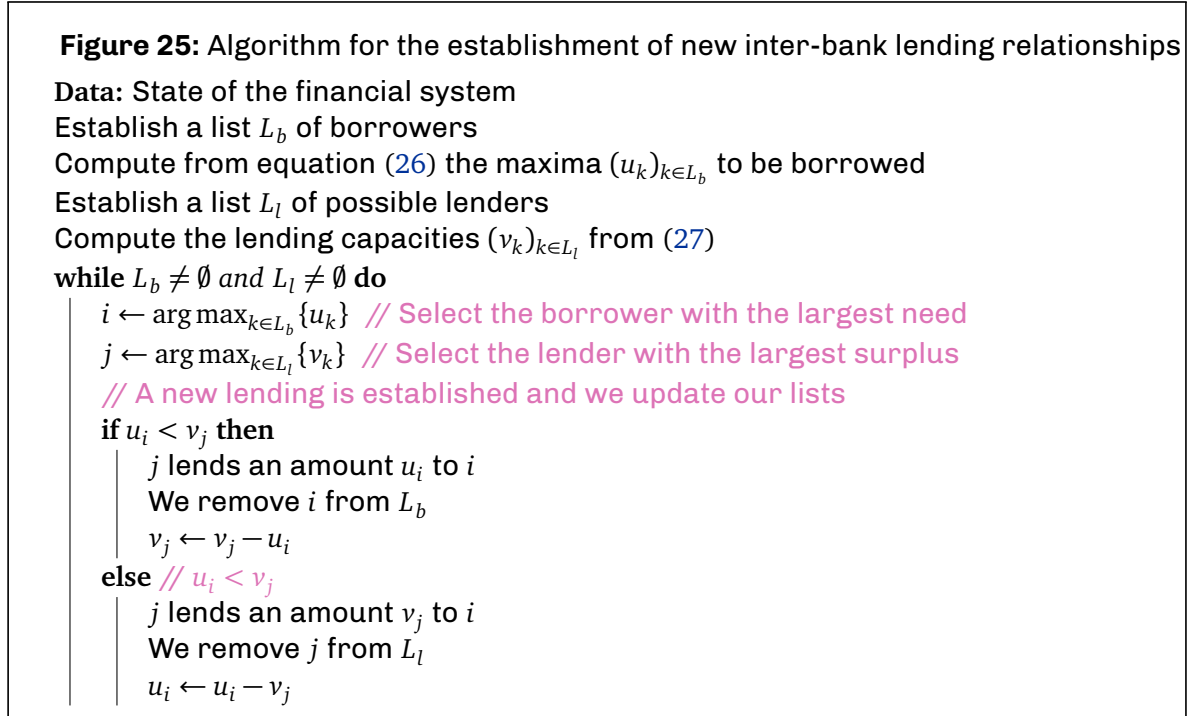 Figure 25: Algorithm for the establishment of new inter-bank lending relationships
Data: State of the financial system
Establish a list L_b of borrowers
Compute from equation (26) the maxima (u_k)_{k∈L_b} to be borrowed
Establish a list L_l of possible lenders
Compute the lending capacities (v_k)_{k∈L_l} from (27)
while L_b ≠ ∅ and L_l ≠ ∅ do
i ← arg max_{k∈L_b} {u_k} // Select the borrower with the largest need
j ← arg max_{k∈L_l} {v_k} // Select the lender with the largest surplus
// A new lending is established and we update our lists
if u_i < v_j then
j lends an amount u_i to i
We remove i from L_b
v_j ← v_j − u_i
else // u_i < v_j
j lends an amount v_j to i
We remove j from L_l
u_i ← u_i − v_j